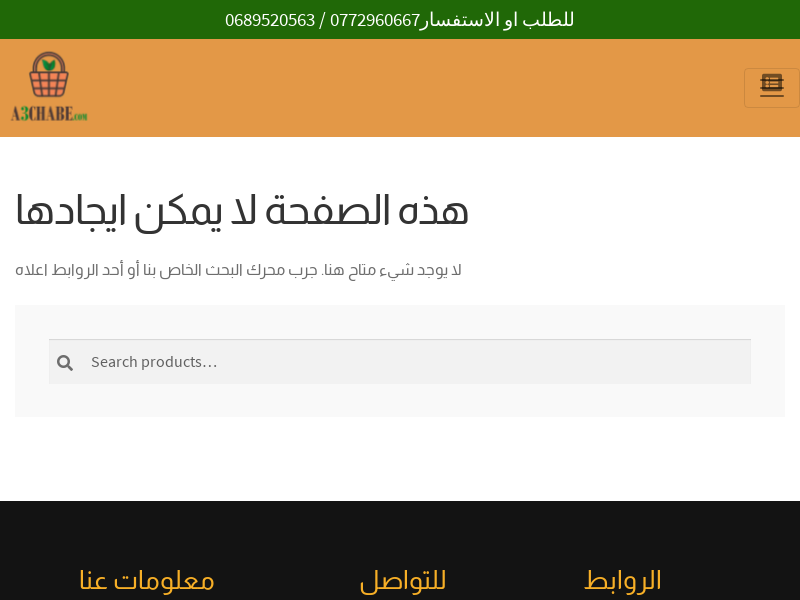 للطلب او الاستفسار0772960667 / 0689520563
A3CHABE.COM
هذه الصفحة لا يمكن ايجادها
لا يوجد شيء متاح هنا. جرب محرك البحث الخاص بنا أو أحد الروابط اعلاه
Search products…
الروابط
للتواصل
معلومات عنا